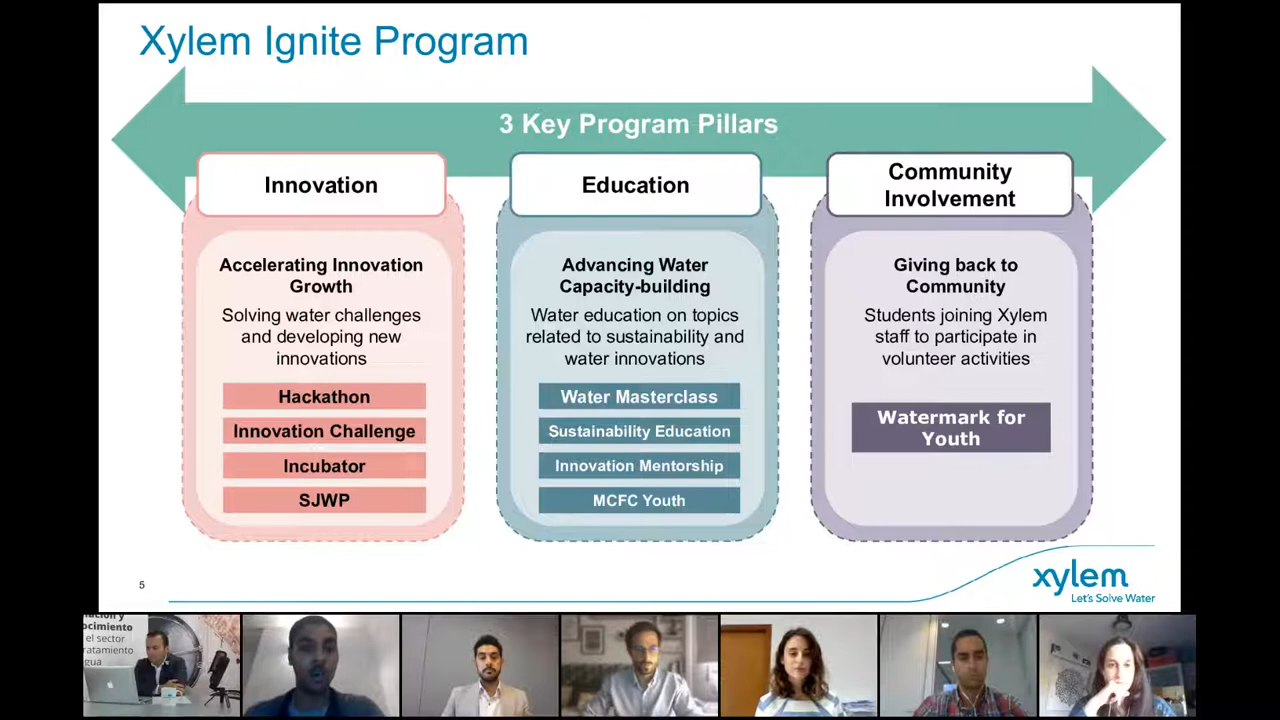 Xylem Ignite Program
3 Key Program Pillars
Innovation
Accelerating Innovation
Growth
Solving water challenges
and developing new
innovations
Hackathon
Innovation Challenge
Incubator
SJWP
Education
Advancing Water
Capacity-building
Water education on topics
related to sustainability and
water innovations
Water Masterclass
Sustainability Education
Innovation Mentorship
MCFC Youth
Community
Involvement
Giving back to
Community
Students joining Xylem
staff to participate in
volunteer activities
Watermark for
Youth
5
xylem
Let's Solve Water
el sector